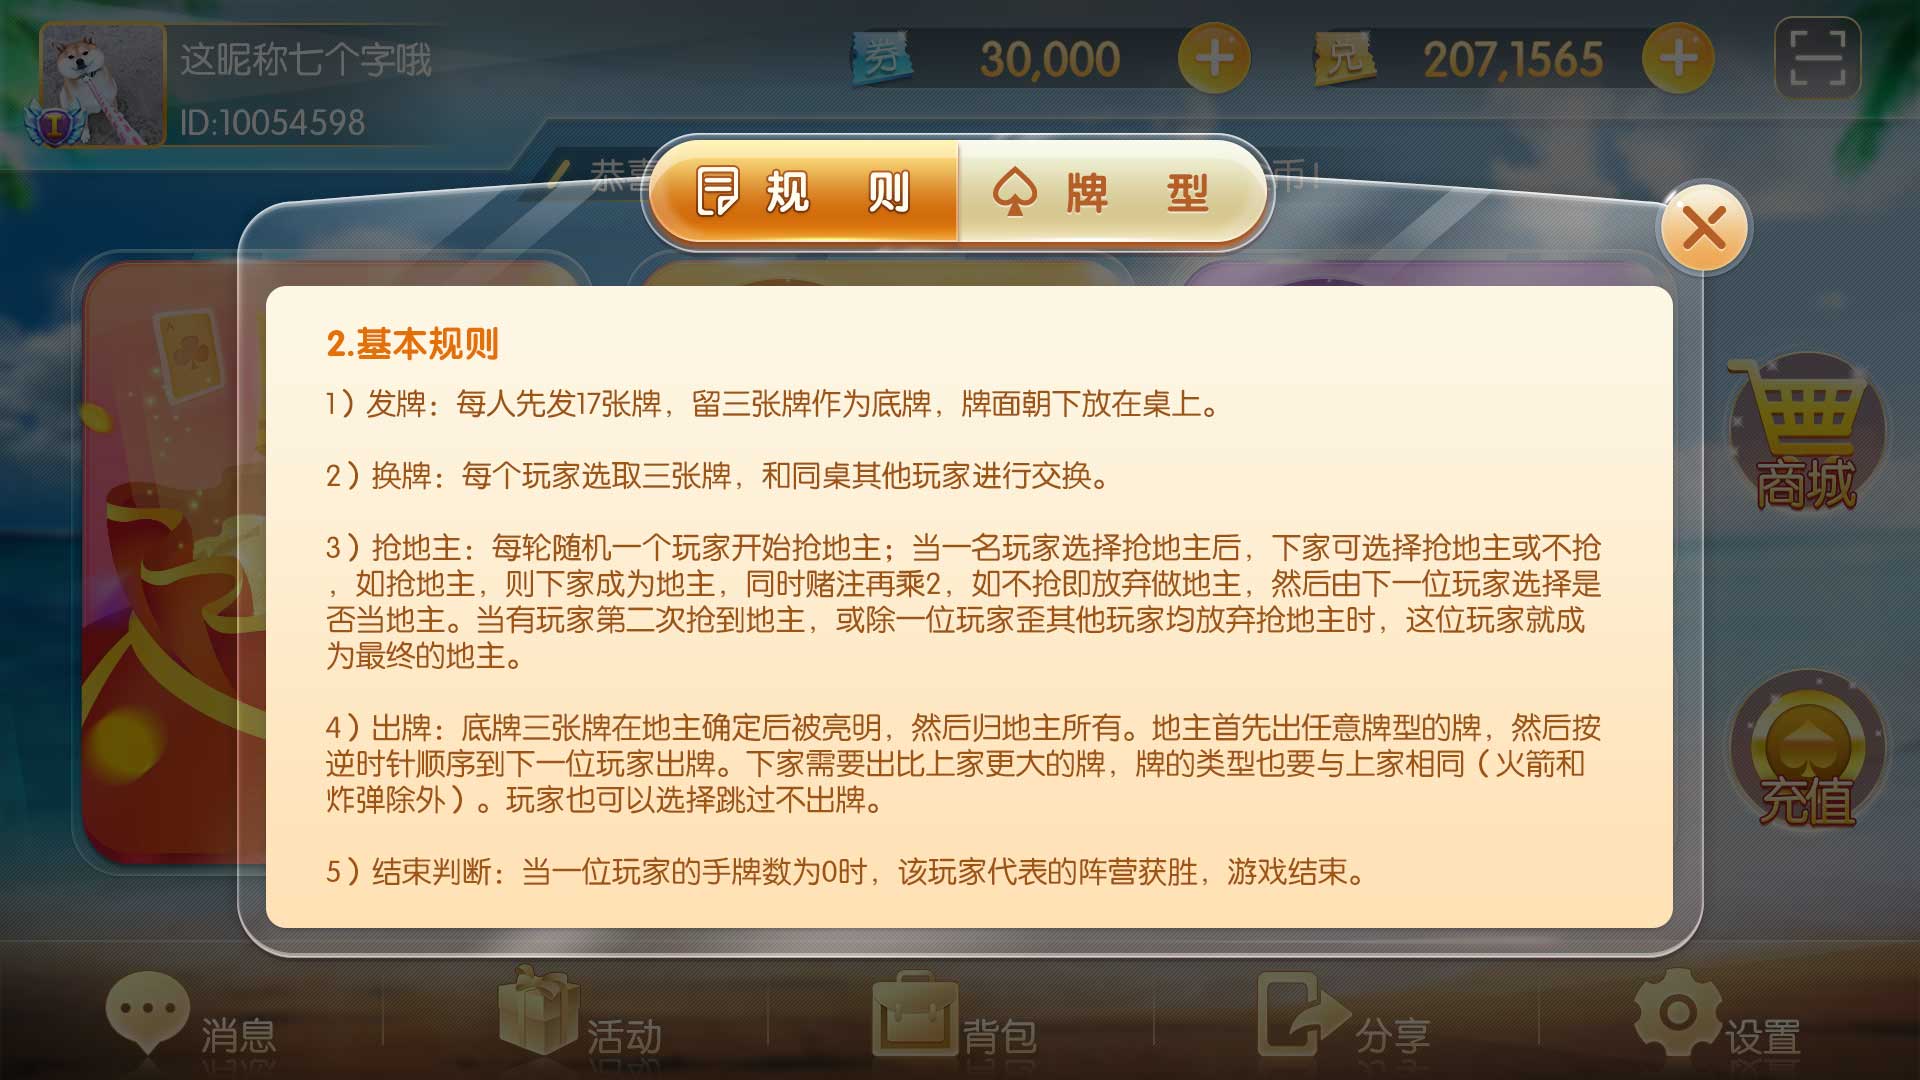 这昵称七个字哦
ID:10054598
券 30,000
兑 207,1565
恭喜
币!
规 则
牌 型
2.基本规则
1）发牌：每人先发17张牌，留三张牌作为底牌，牌面朝下放在桌上。
2）换牌：每个玩家选取三张牌，和同桌其他玩家进行交换。
3）抢地主：每轮随机一个玩家开始抢地主；当一名玩家选择抢地主后，下家可选择抢地主或不抢
，如抢地主，则下家成为地主，同时赌注再乘2，如不抢即放弃做地主，然后由下一位玩家选择是
否当地主。当有玩家第二次抢到地主，或除一位玩家歪其他玩家均放弃抢地主时，这位玩家就成
为最终的地主。
4）出牌：底牌三张牌在地主确定后被亮明，然后归地主所有。地主首先出任意牌型的牌，然后按
逆时针顺序到下一位玩家出牌。下家需要出比上家更大的牌，牌的类型也要与上家相同（火箭和
炸弹除外）。玩家也可以选择跳过不出牌。
5）结束判断：当一位玩家的手牌数为0时，该玩家代表的阵营获胜，游戏结束。
商城
充值
消息
活动
背包
分享
设置